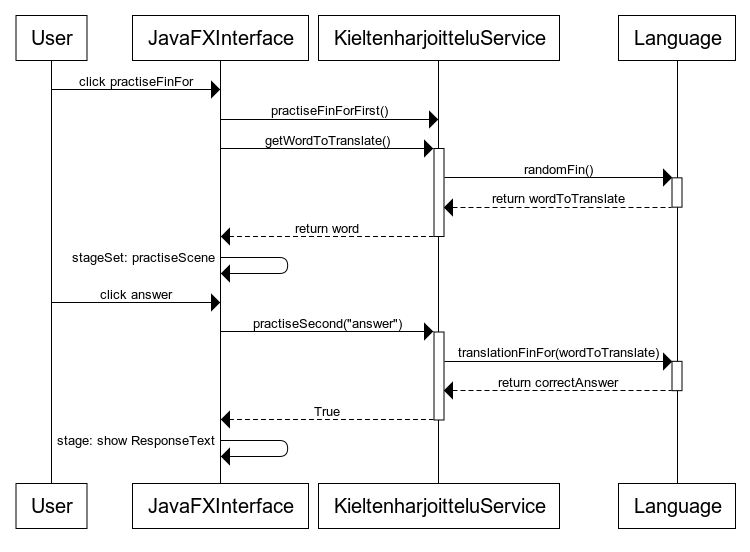 User
JavaFXInterface
KieltenharjoitteluService
Language
click practiseFinFor
practiseFinForFirst()
getWordToTranslate()
randomFin()
return wordToTranslate
return word
stageSet: practiseScene
click answer
practiseSecond("answer")
translationFinFor(wordToTranslate)
return correctAnswer
True
stage: show ResponseText
User
JavaFXInterface
KieltenharjoitteluService
Language